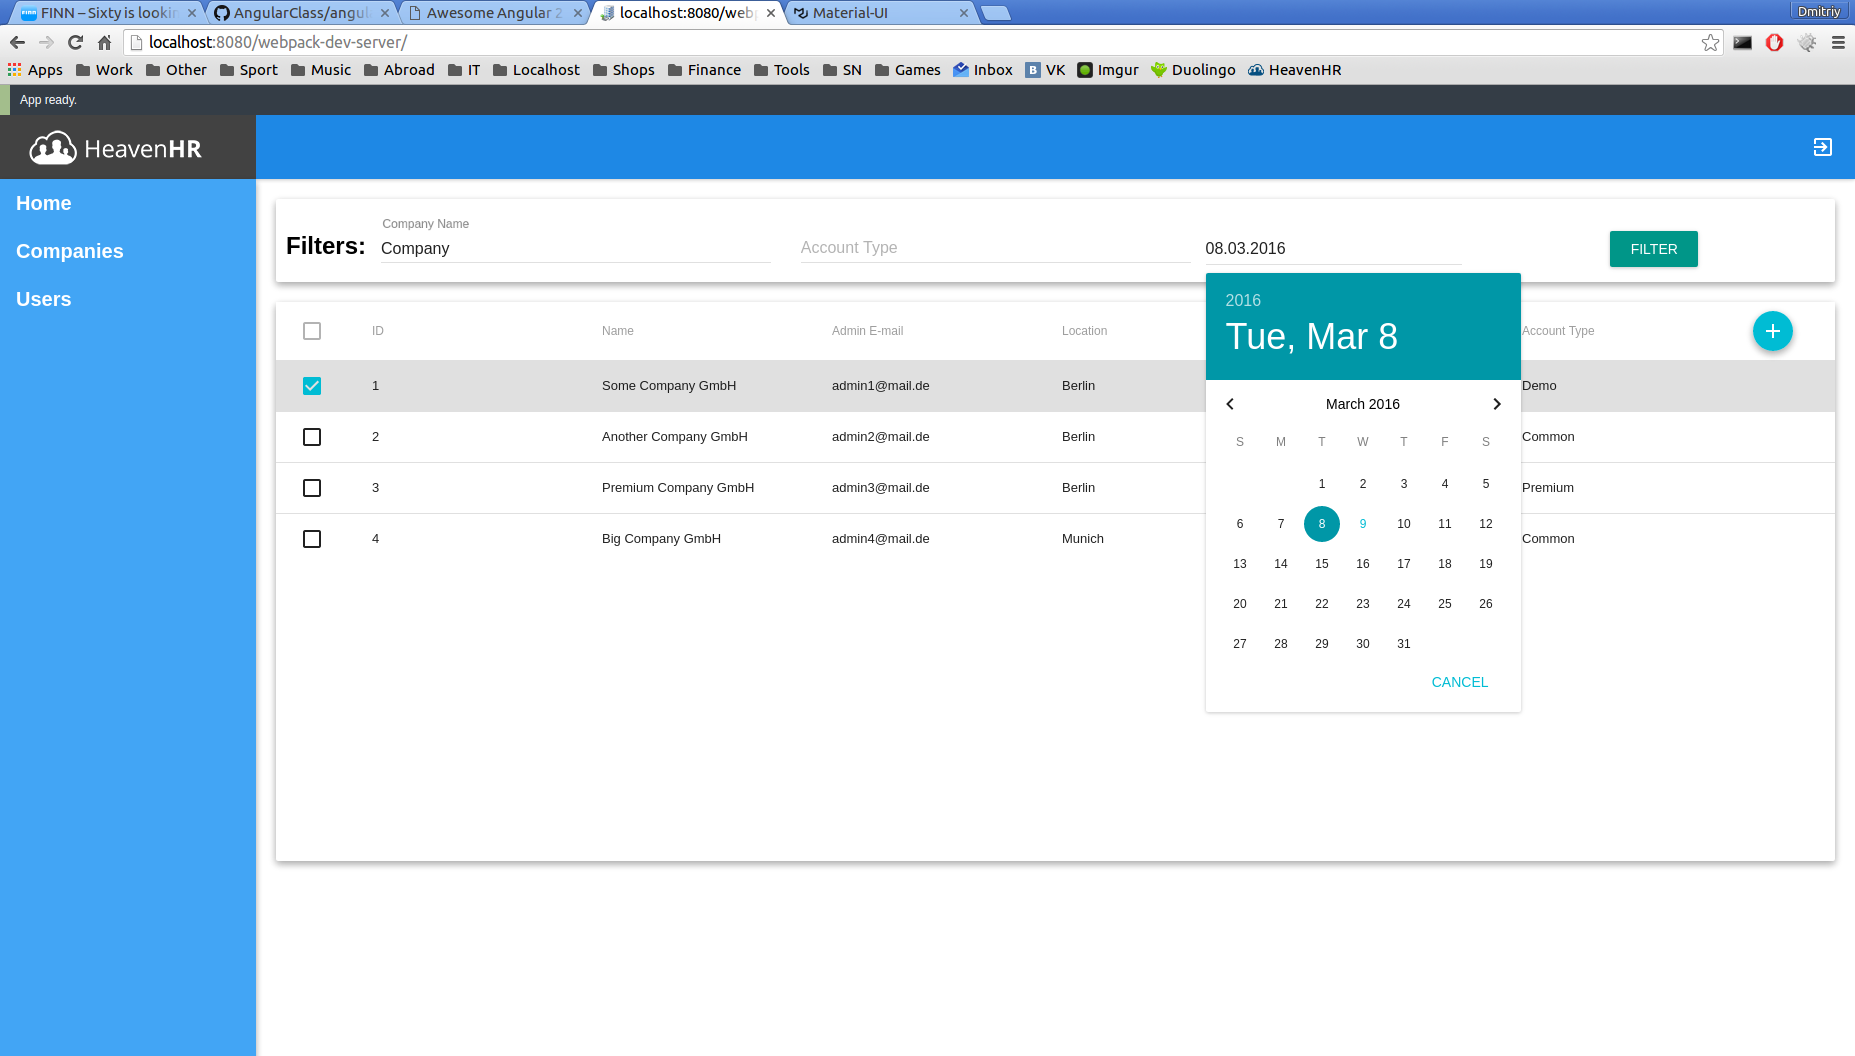 FINN – Sixty is lookin
AngularClass/angul
Awesome Angular 2
localhost:8080/webp
Material-UI
Dmitriy
localhost:8080/webpack-dev-server/
Apps Work Other Sport Music Abroad IT Localhost Shops Finance Tools SN Games Inbox B VK Imgur Duolingo HeavenHR
App ready.
HeavenHR
Home
Companies
Users
Company Name
Filters: Company Account Type 08.03.2016 FILTER
2016
Tue, Mar 8
March 2016
S M T W T F S
1 2 3 4 5
6 7 8 9 10 11 12
13 14 15 16 17 18 19
20 21 22 23 24 25 26
27 28 29 30 31
CANCEL
ID Name Admin E-mail Location Account Type
1 Some Company GmbH admin1@mail.de Berlin Demo
2 Another Company GmbH admin2@mail.de Berlin Common
3 Premium Company GmbH admin3@mail.de Berlin Premium
4 Big Company GmbH admin4@mail.de Munich Common